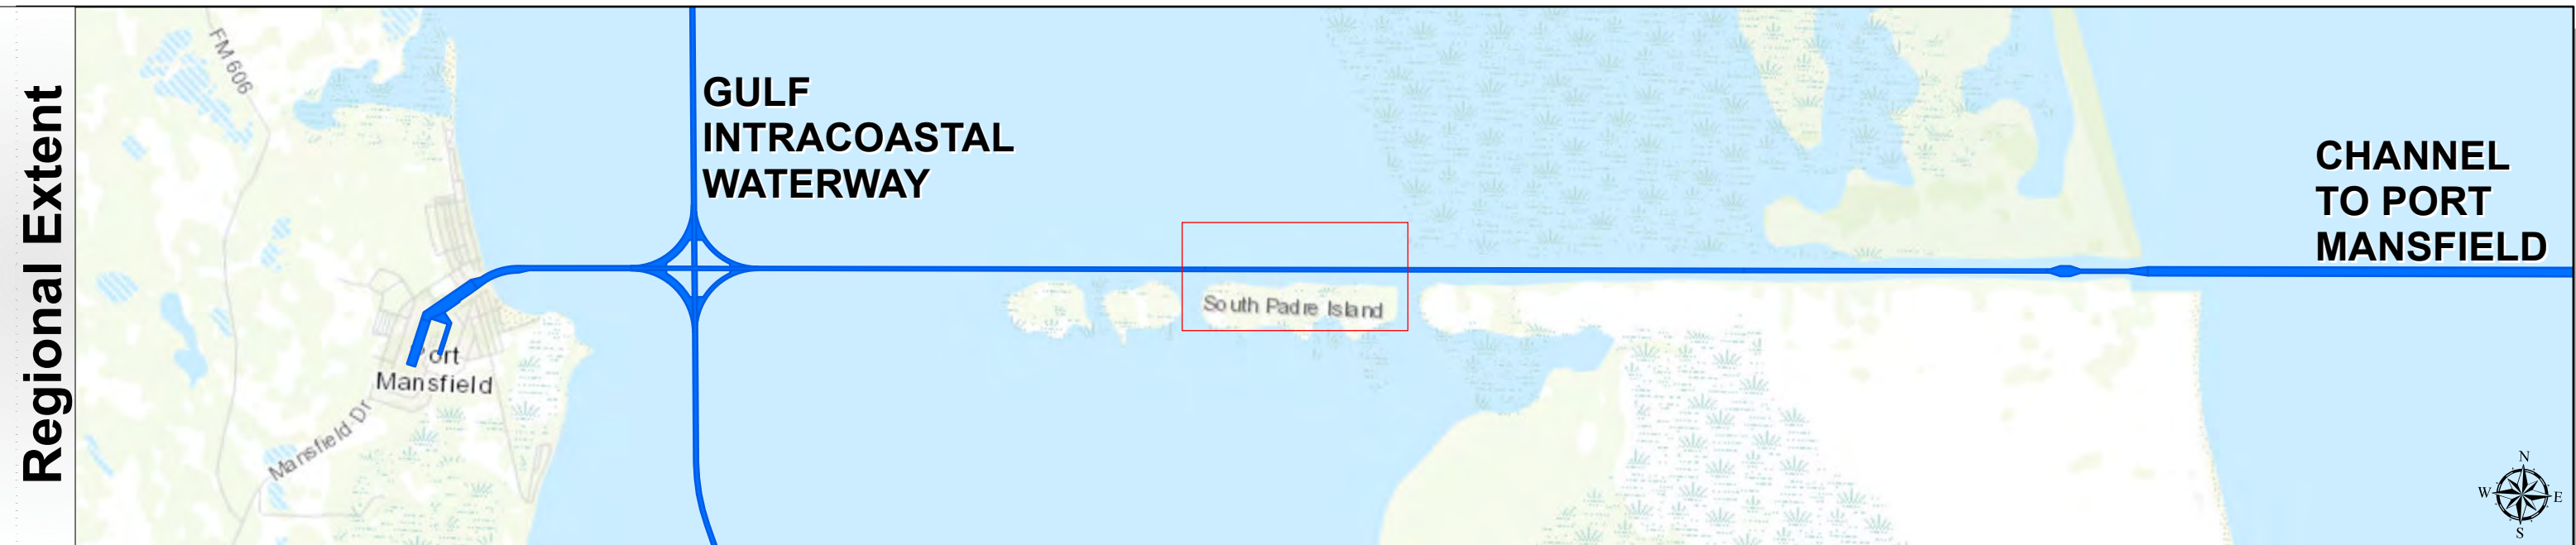 Regional Extent
FM 606
GULF
INTRACOASTAL
WATERWAY
CHANNEL
TO PORT
MANSFIELD
South Padre Island
Port
Mansfield
Mansfield Dr
N
W E
S